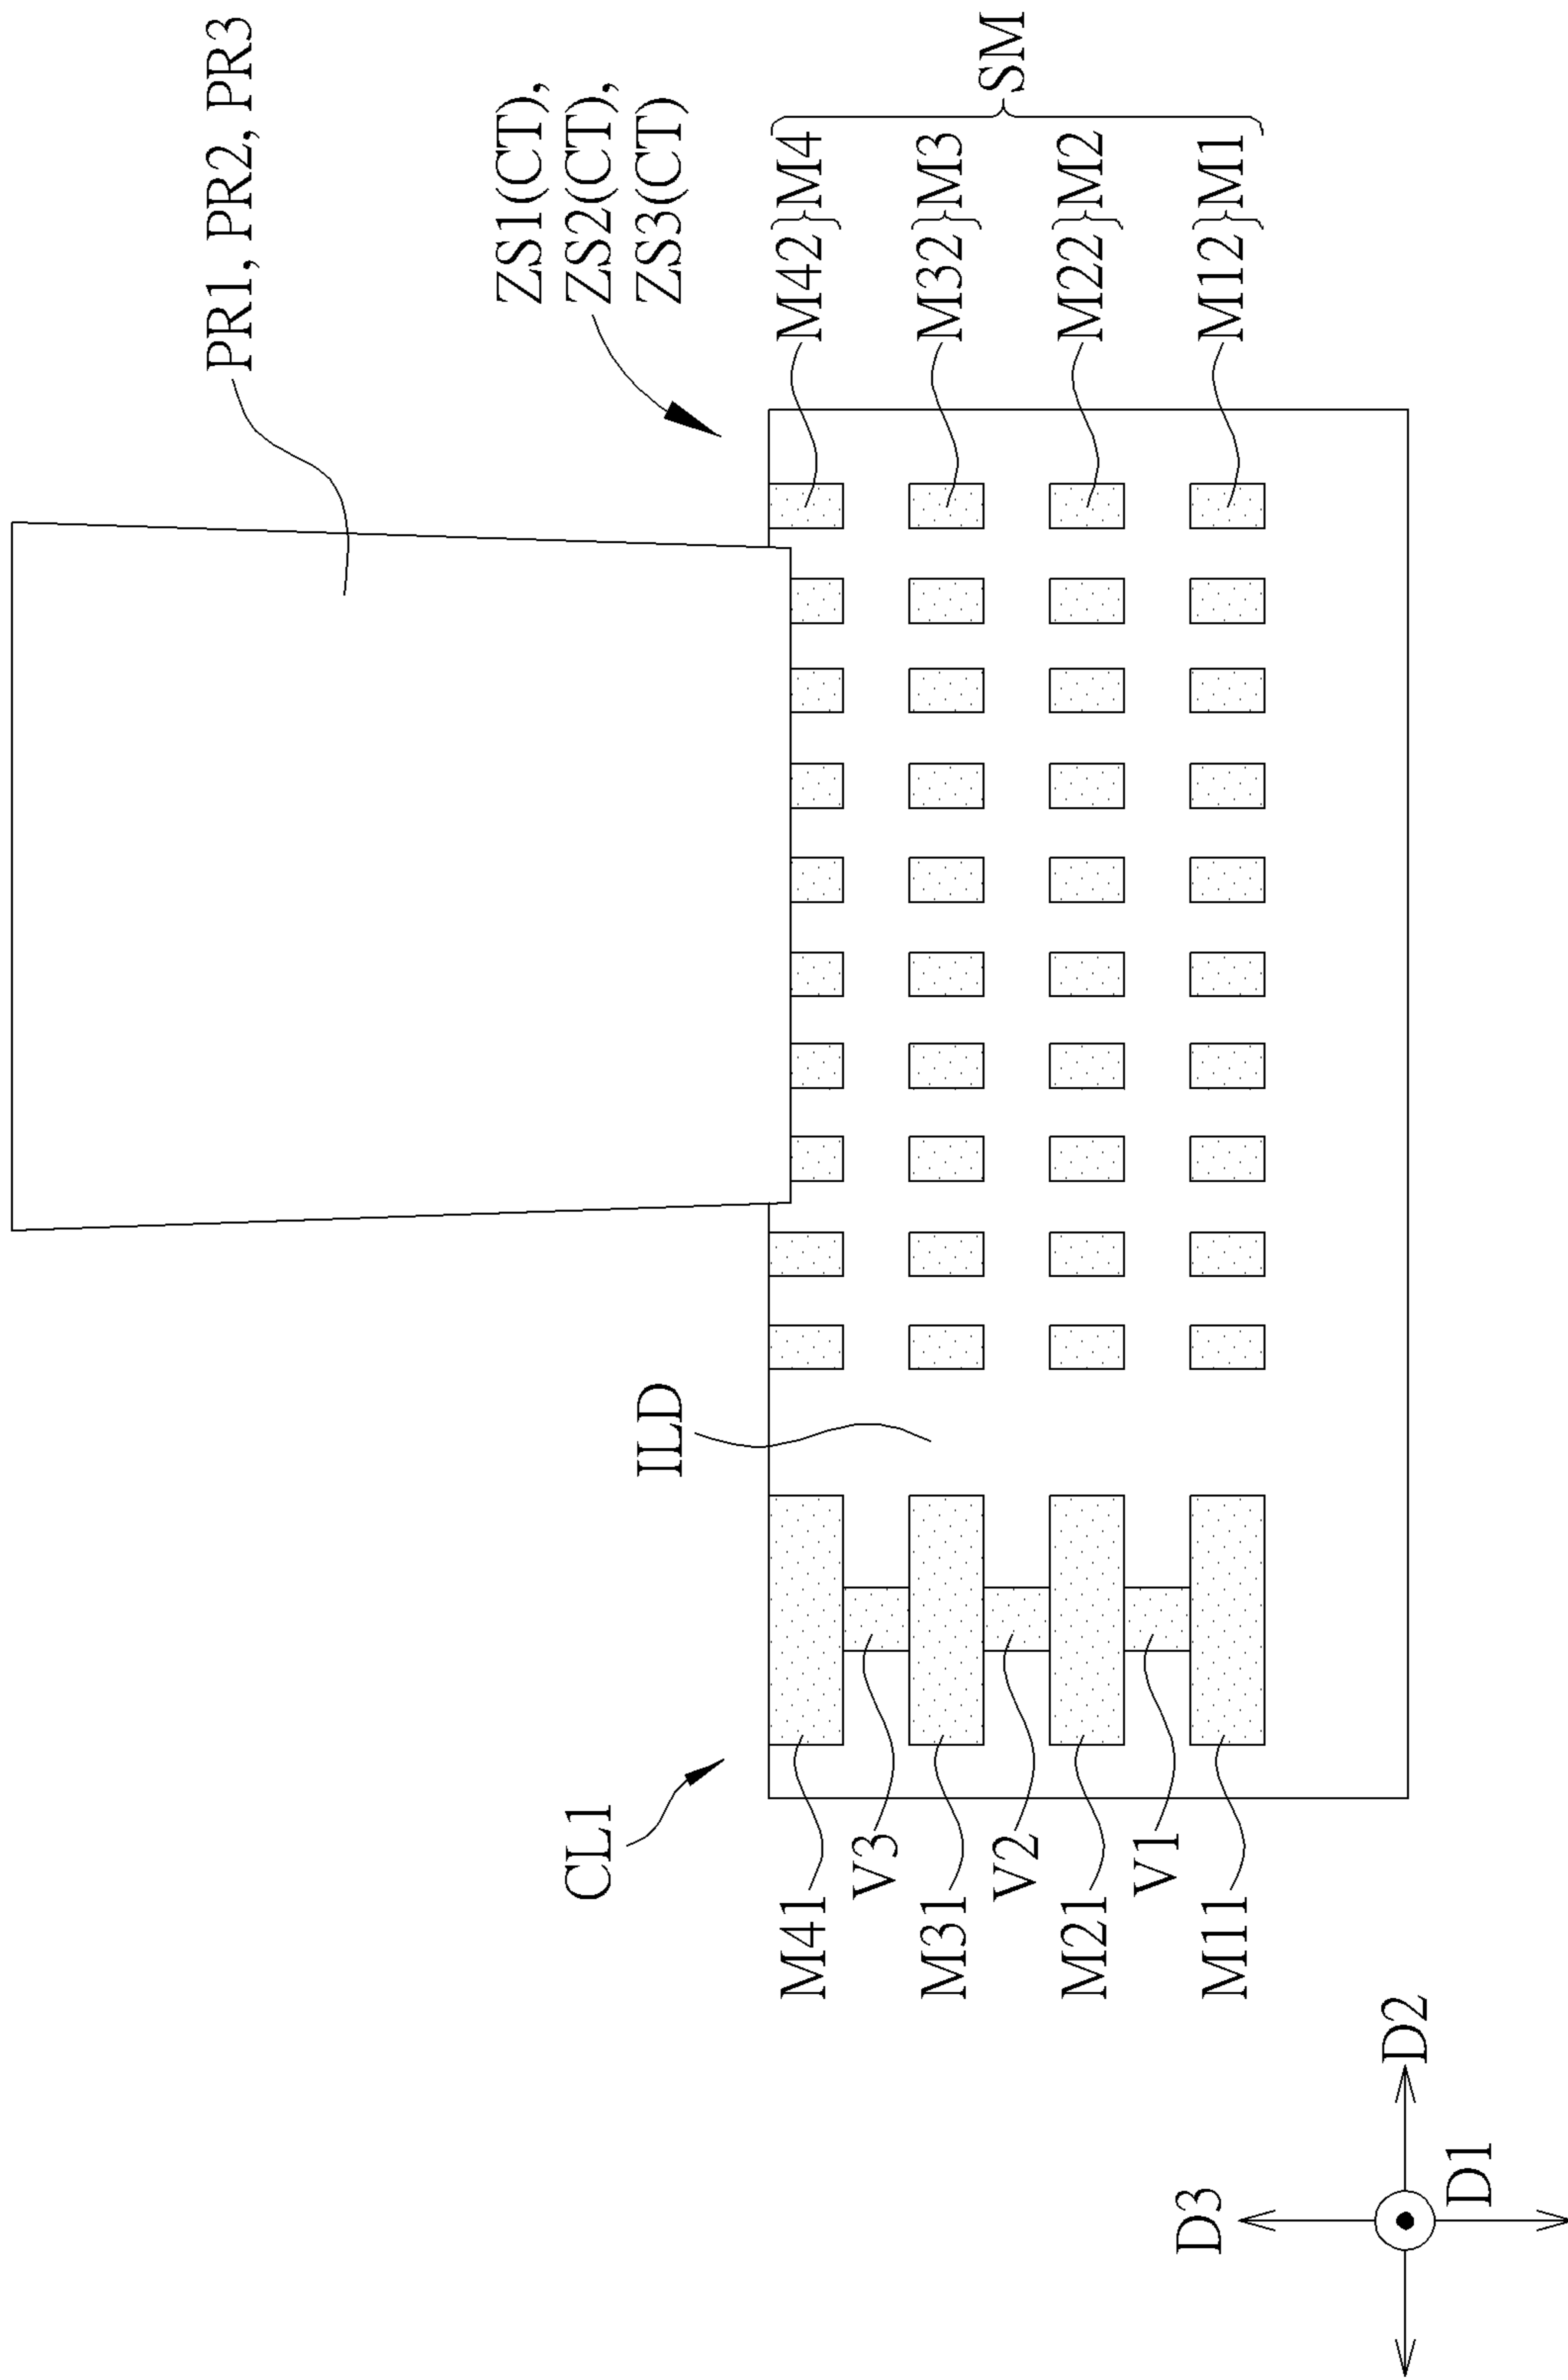 PR1, PR2, PR3
ZS1(CT),
ZS2(CT),
ZS3(CT)
CL1
ILD
M41
V3
M31
V2
M21
V1
M11
M42}M4
M32}M3
M22}M2
M12}M1
SM
D3
D2
D1